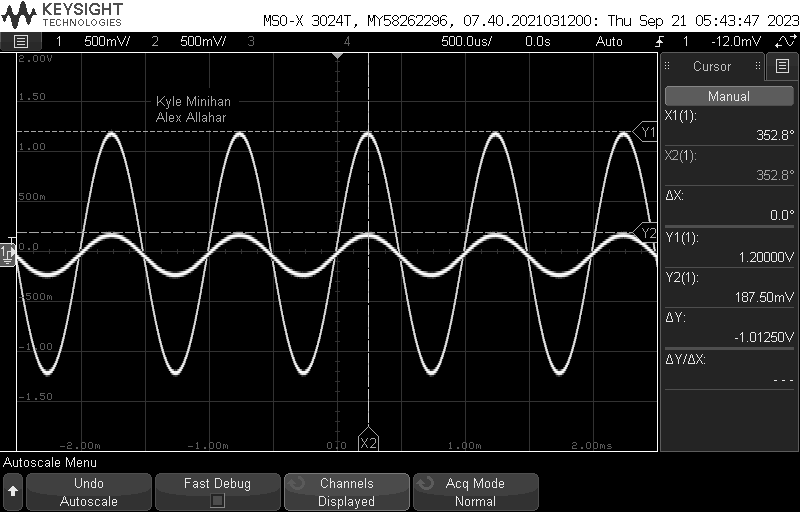 KEYSIGHT
TECHNOLOGIES
MSO-X 3024T, MY58262296, 07.40.2021031200: Thu Sep 21 05:43:47 2023
1 500mV/ 2 500mV/ 3 4 500.0us/ 0.0s Auto 1 -12.0mV
2.00V
1.50
1.00
500m
0.0
-500m
-1.00
-1.50
Kyle Minihan
Alex Allahar
Y1
Y2
1
-2.00m -1.00m 0.0 1.00m 2.00ms
X2
Cursor
Manual
X1(1):
352.8°
X2(1):
352.8°
ΔX:
0.0°
Y1(1):
1.20000V
Y2(1):
187.50mV
ΔY:
-1.01250V
ΔY/ΔX:
- - -
Autoscale Menu
Undo
Autoscale
Fast Debug
Channels
Displayed
Acq Mode
Normal